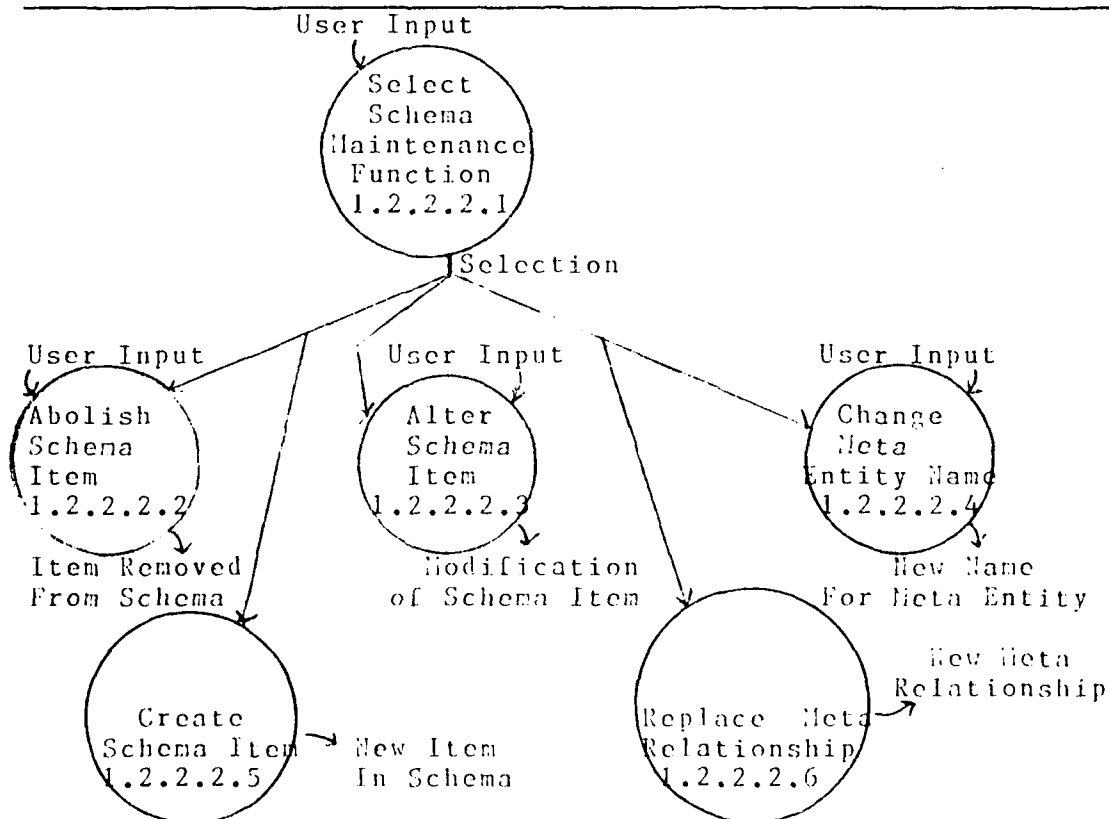 User Input
Select
Schema
Maintenance
Function
1.2.2.2.1
Selection
User Input
Abolish
Schema
Item
1.2.2.2.2
Item Removed
From Schema
User Input
Alter
Schema
Item
1.2.2.2.3
Modification
of Schema Item
User Input
Change
Meta
Entity Name
1.2.2.2.4
New Name
For Meta Entity
Create
Schema Item
1.2.2.2.5
New Item
In Schema
Replace Meta
Relationship
1.2.2.2.6
New Meta
Relationship